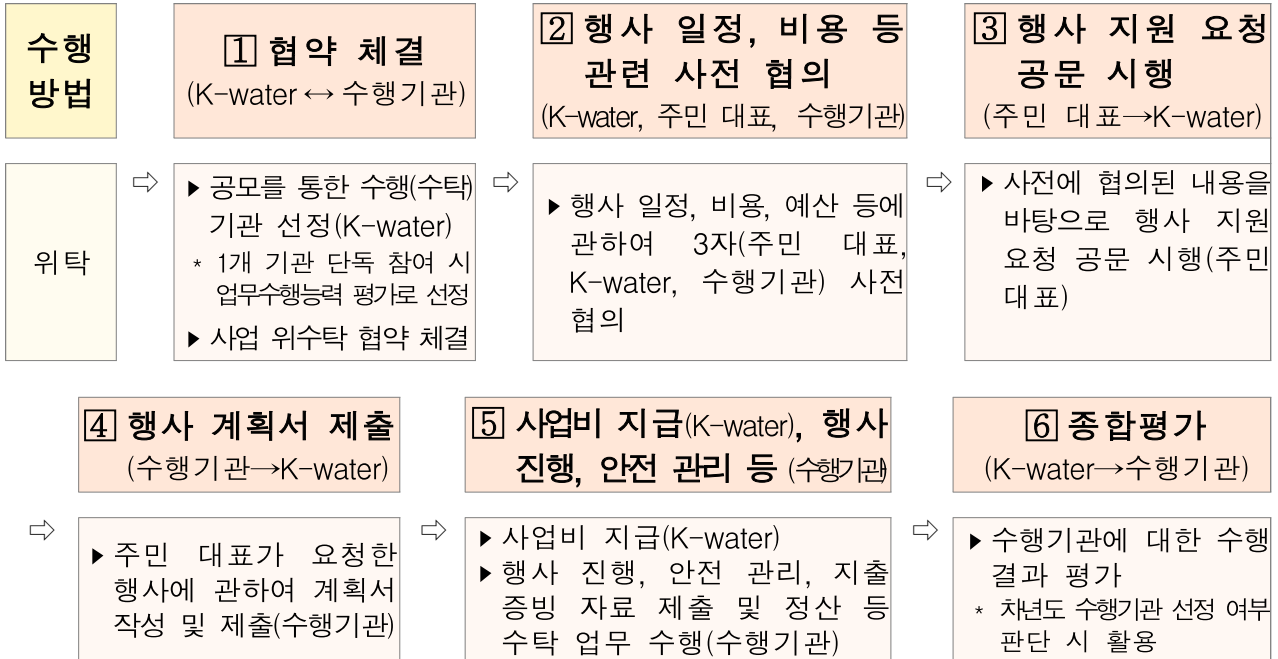 수행
방법
1 협약 체결
(K-water ↔ 수행기관)
2 행사 일정, 비용 등
관련 사전 협의
(K-water, 주민 대표, 수행기관)
3 행사 지원 요청
공문 시행
(주민 대표→K-water)
위탁
⇨
▶ 공모를 통한 수행(수탁)
기관 선정(K-water)
* 1개 기관 단독 참여 시
업무수행능력 평가로 선정
▶ 사업 위수탁 협약 체결
⇨
▶ 행사 일정, 비용, 예산 등에
관하여 3자(주민 대표,
K-water, 수행기관) 사전
협의
⇨
▶ 사전에 협의된 내용을
바탕으로 행사 지원
요청 공문 시행(주민
대표)
4 행사 계획서 제출
(수행기관→K-water)
5 사업비 지급(K-water), 행사
진행, 안전 관리 등 (수행기관)
6 종합평가
(K-water→수행기관)
⇨
▶ 주민 대표가 요청한
행사에 관하여 계획서
작성 및 제출(수행기관)
⇨
▶ 사업비 지급(K-water)
▶ 행사 진행, 안전 관리, 지출
증빙 자료 제출 및 정산 등
수탁 업무 수행(수행기관)
⇨
▶ 수행기관에 대한 수행
결과 평가
* 차년도 수행기관 선정 여부
판단 시 활용